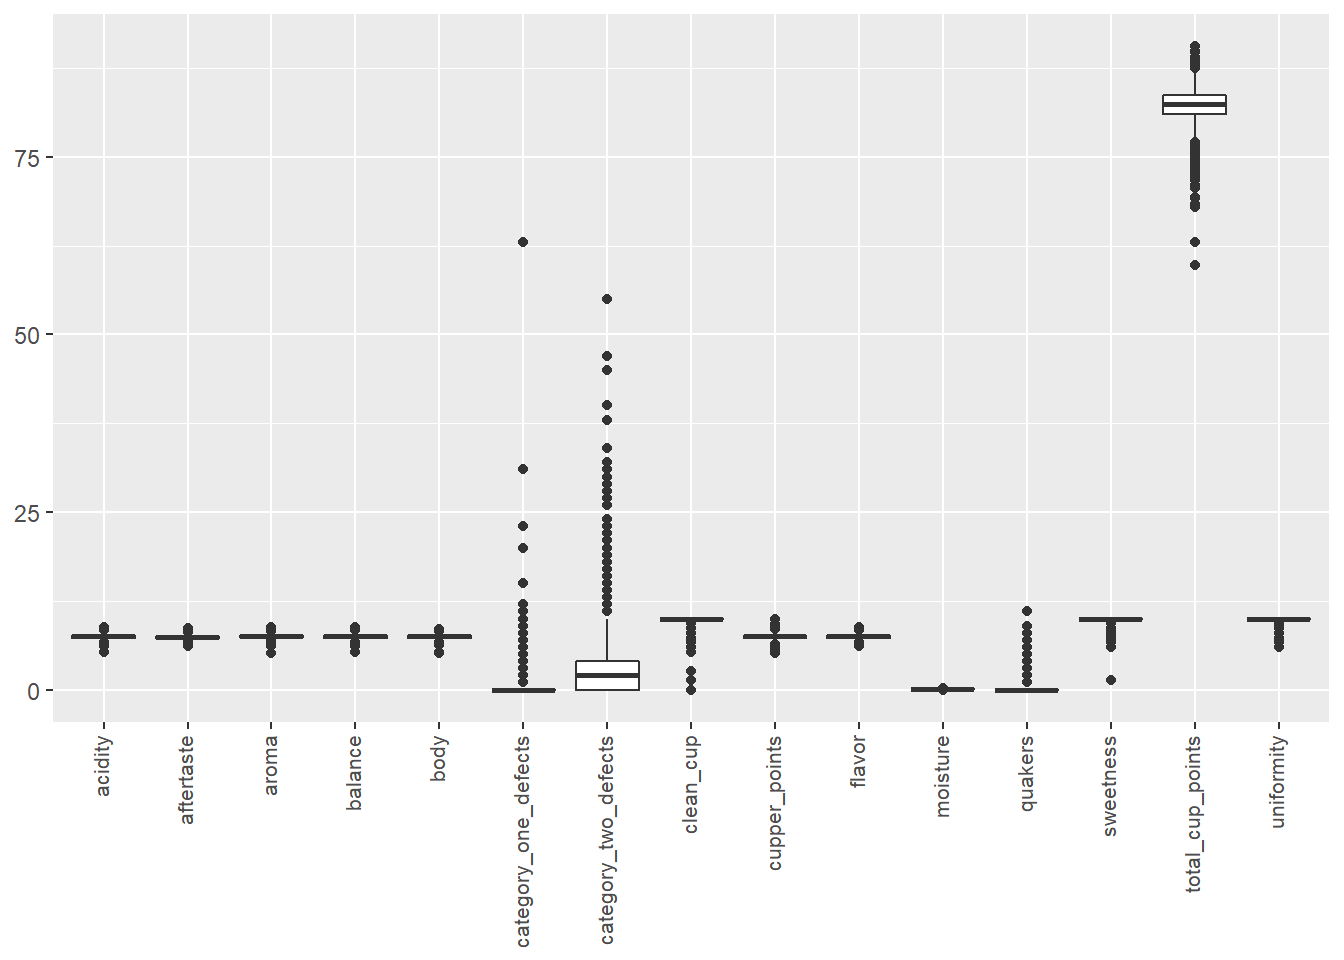 75
50
25
0
acidity
aftertaste
aroma
balance
body
category_one_defects
category_two_defects
clean_cup
cupper_points
flavor
moisture
quakers
sweetness
total_cup_points
uniformity